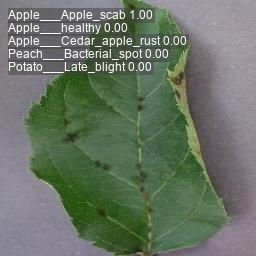 Apple___Apple_scab 1.00
Apple___healthy 0.00
Apple___Cedar_apple_rust 0.00
Peach___Bacterial_spot 0.00
Potato___Late_blight 0.00